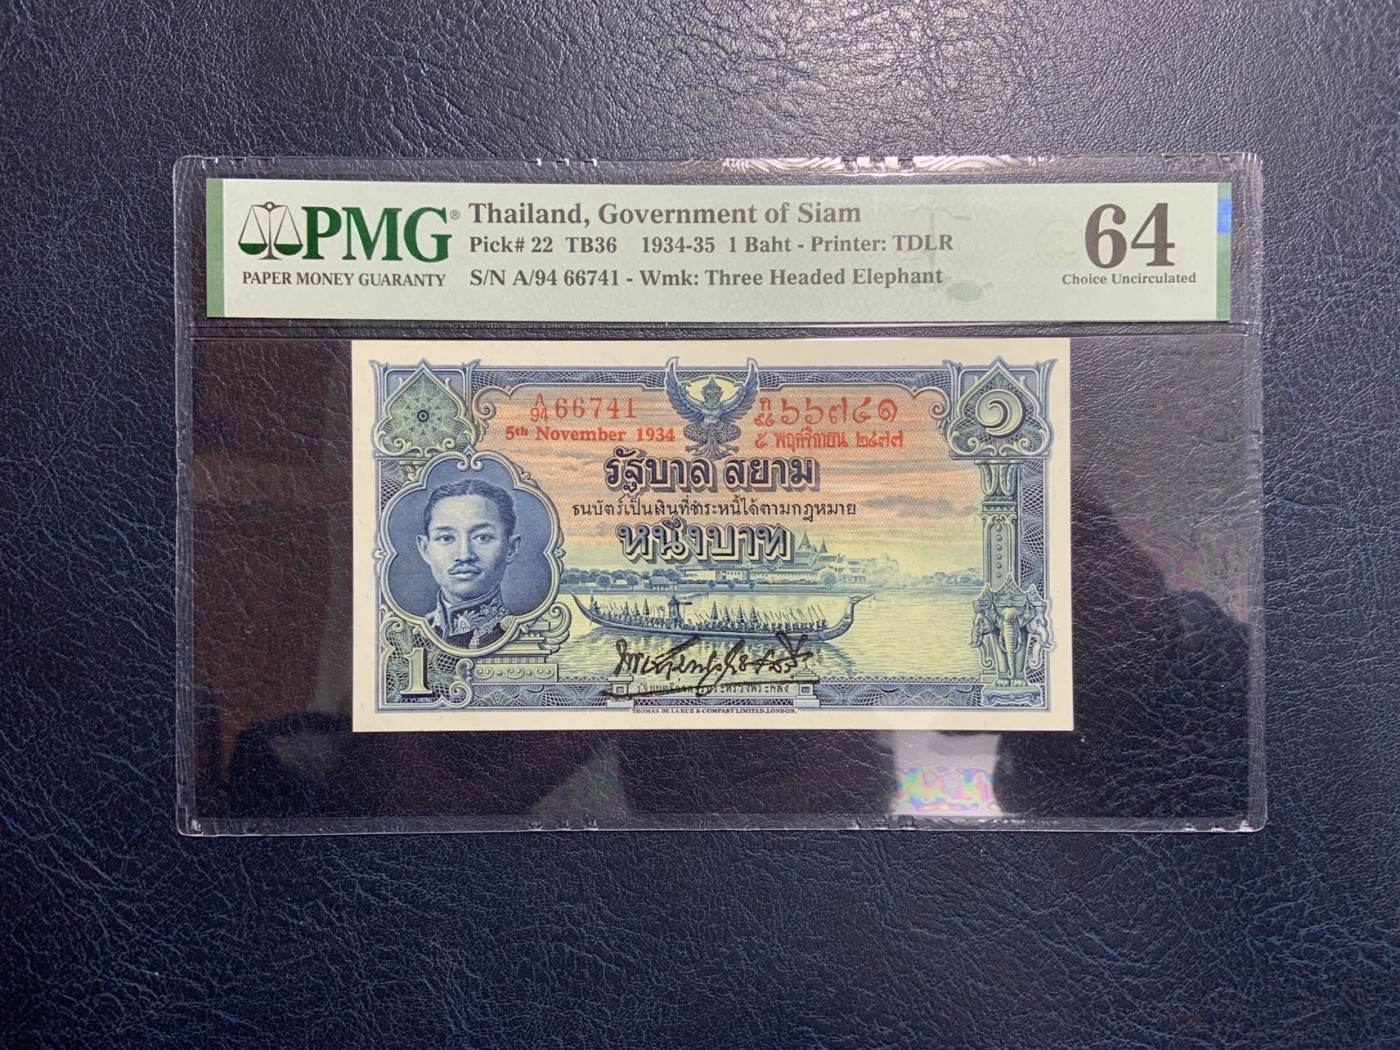 PMG®
PAPER MONEY GUARANTY
Thailand, Government of Siam
Pick# 22 TB36 1934-35 1 Baht - Printer: TDLR
S/N A/94 66741 - Wmk: Three Headed Elephant
64
Choice Uncirculated
A/94 66741
5th November 1934
ก/๙๔ ๖๖๗๔๑
๕ พฤศจิกายน ๒๔๗๗
๑
รัฐบาล สยาม
ธนบัตร์เป็นเงินที่ชำระหนี้ได้ตามกฎหมาย
หนึ่งบาท
1
THOMAS DE LA RUE & COMPANY LIMITED, LONDON.